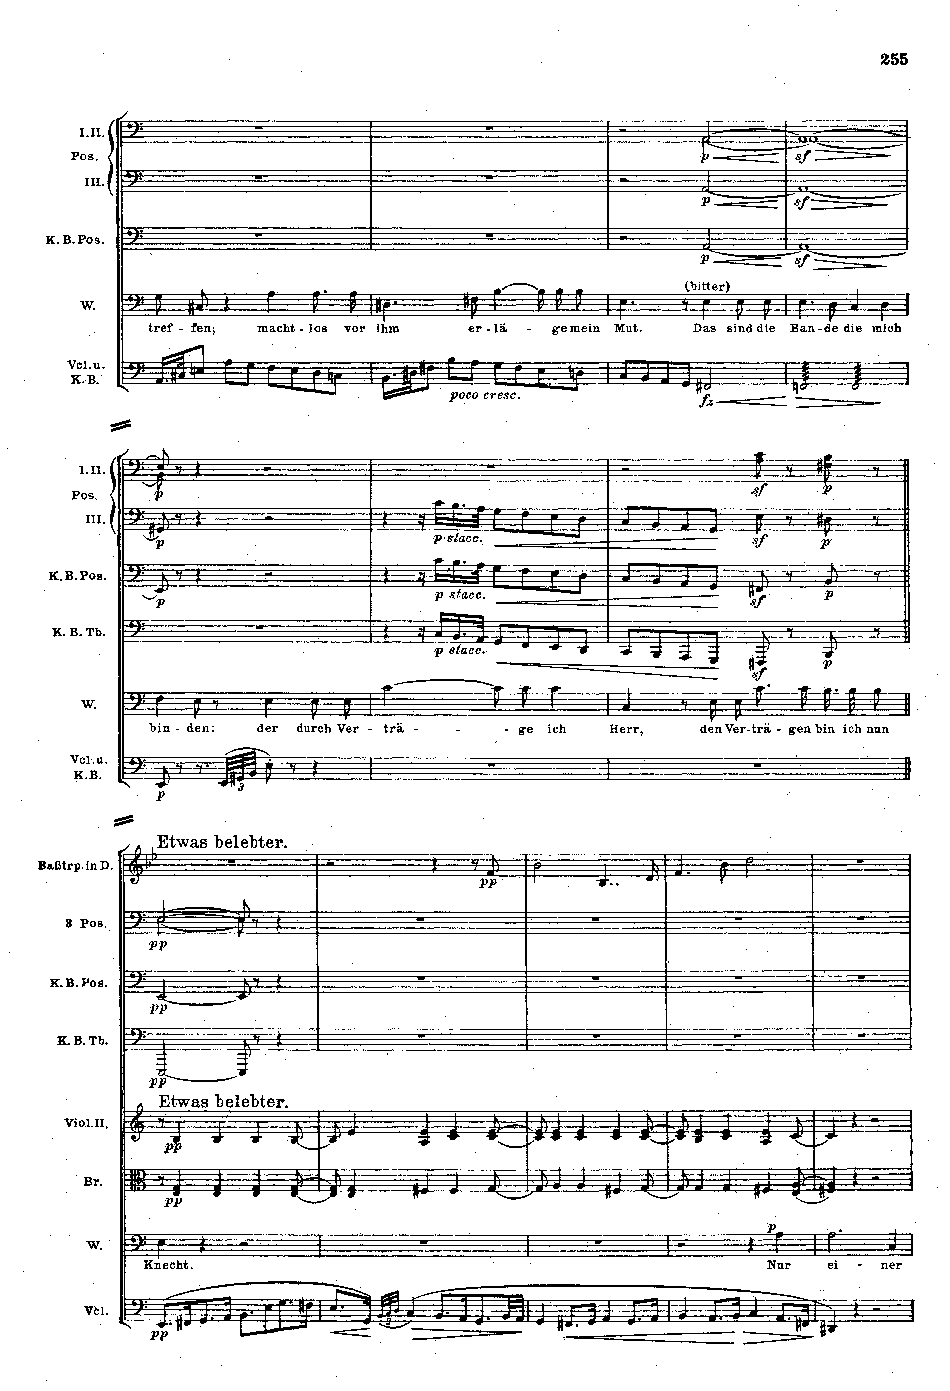 255
I. II.
Pos.
III.
p sf
p sf
K. B. Pos.
p sf
(bitter)
W.
tref - fen; macht - los vor ihm er - lä - ge mein Mut. Das sind die Ban - de die mich
Vcl. u.
K. B.
poco cresc.
fz
I. II.
Pos.
III.
p sf p
p p stacc. sf p
K. B. Pos.
p p stacc. sf p
K. B. Tb.
p stacc. sf p
W.
bin - den: der durch Ver - trä - - - ge ich Herr, den Ver - trä - gen bin ich nun
Vcl. u.
K. B.
3
p
Etwas belebter.
Baßtrp. in D.
pp
3 Pos.
pp
K. B. Pos.
pp
K. B. Tb.
pp
Etwas belebter.
Viol. II.
pp
Br.
pp
p
W.
Knecht. Nur ei - ner
Vcl.
pp